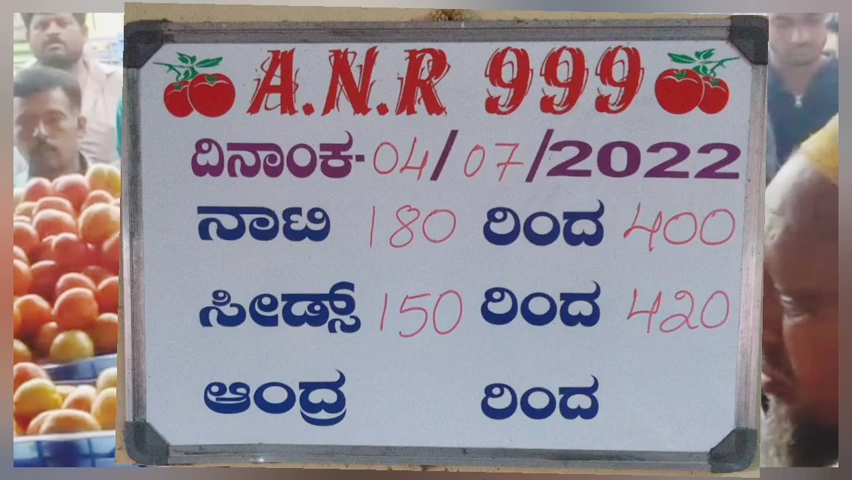 A.N.R 999
ದಿನಾಂಕ-04/07/2022
ನಾಟಿ 180 ರಿಂದ 400
ಸೀಡ್ಸ್ 150 ರಿಂದ 420
ಆಂದ್ರ ರಿಂದ